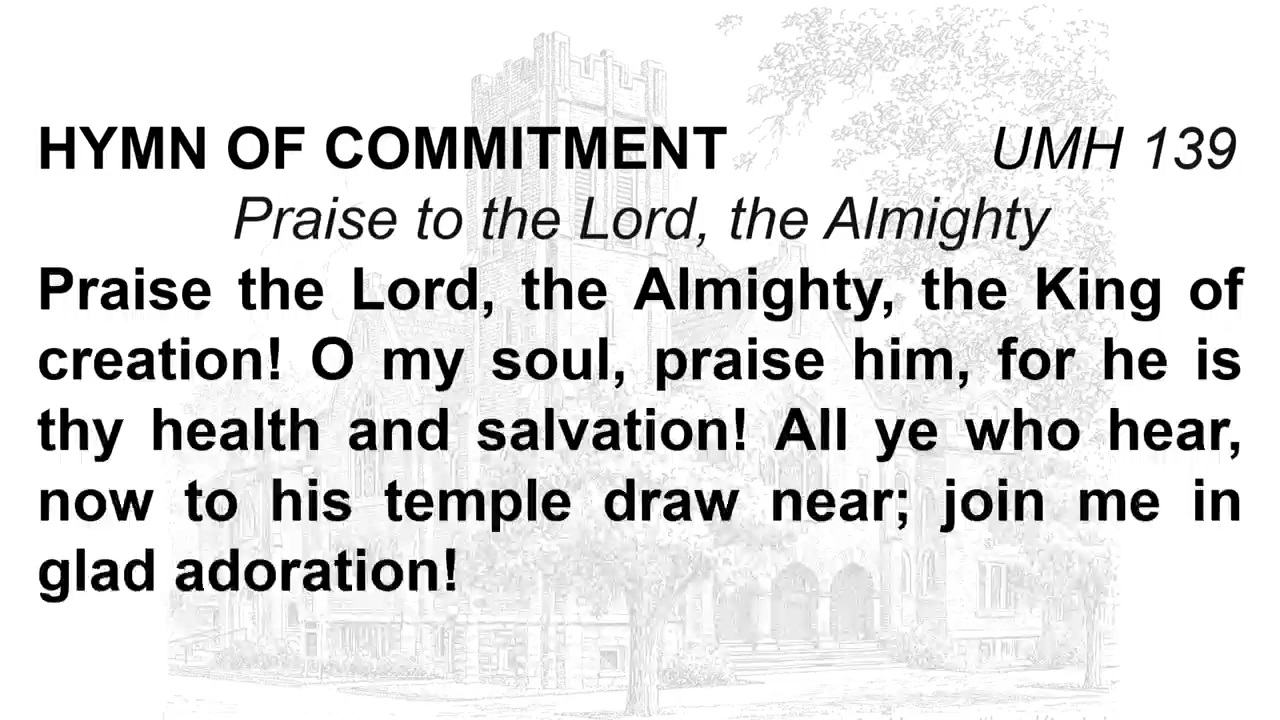 HYMN OF COMMITMENT UMH 139
Praise to the Lord, the Almighty
Praise the Lord, the Almighty, the King of
creation! O my soul, praise him, for he is
thy health and salvation! All ye who hear,
now to his temple draw near; join me in
glad adoration!